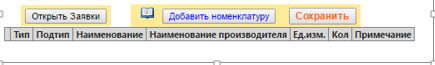 Открыть Заявки Добавить номенклатуру Сохранить
Тип Подтип Наименование Наименование производителя Ед.изм. Кол Примечание